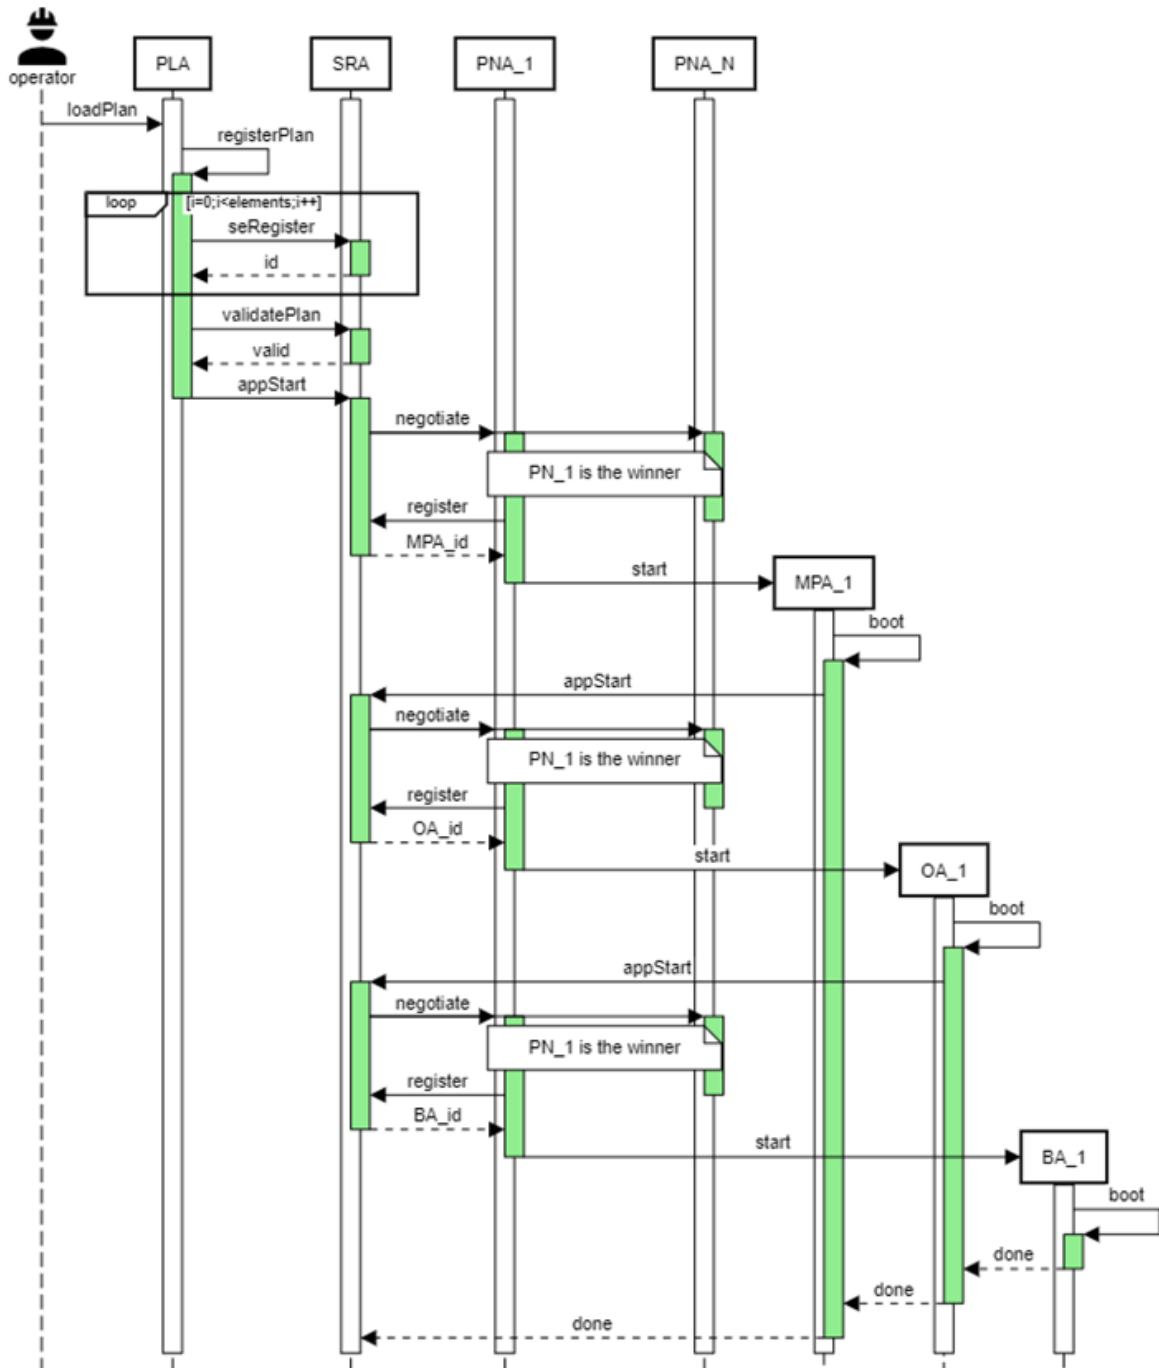 operator
PLA
SRA
PNA_1
PNA_N
loadPlan
registerPlan
loop
[i=0;i<elements;i++]
seRegister
id
validatePlan
valid
appStart
negotiate
PN_1 is the winner
register
MPA_id
start
MPA_1
boot
appStart
negotiate
PN_1 is the winner
register
OA_id
start
OA_1
boot
appStart
negotiate
PN_1 is the winner
register
BA_id
start
BA_1
boot
done
done
done